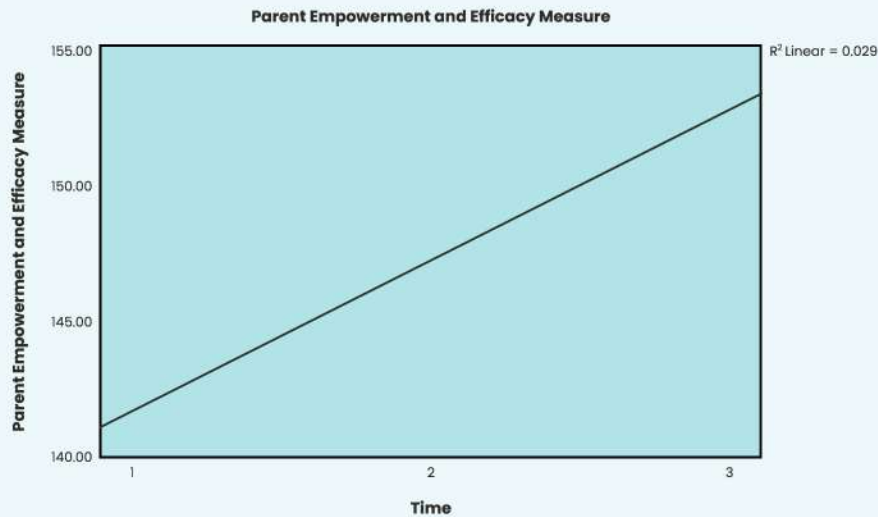 Parent Empowerment and Efficacy Measure
155.00
R² Linear = 0.029
150.00
145.00
140.00
Parent Empowerment and Efficacy Measure
1
2
3
Time